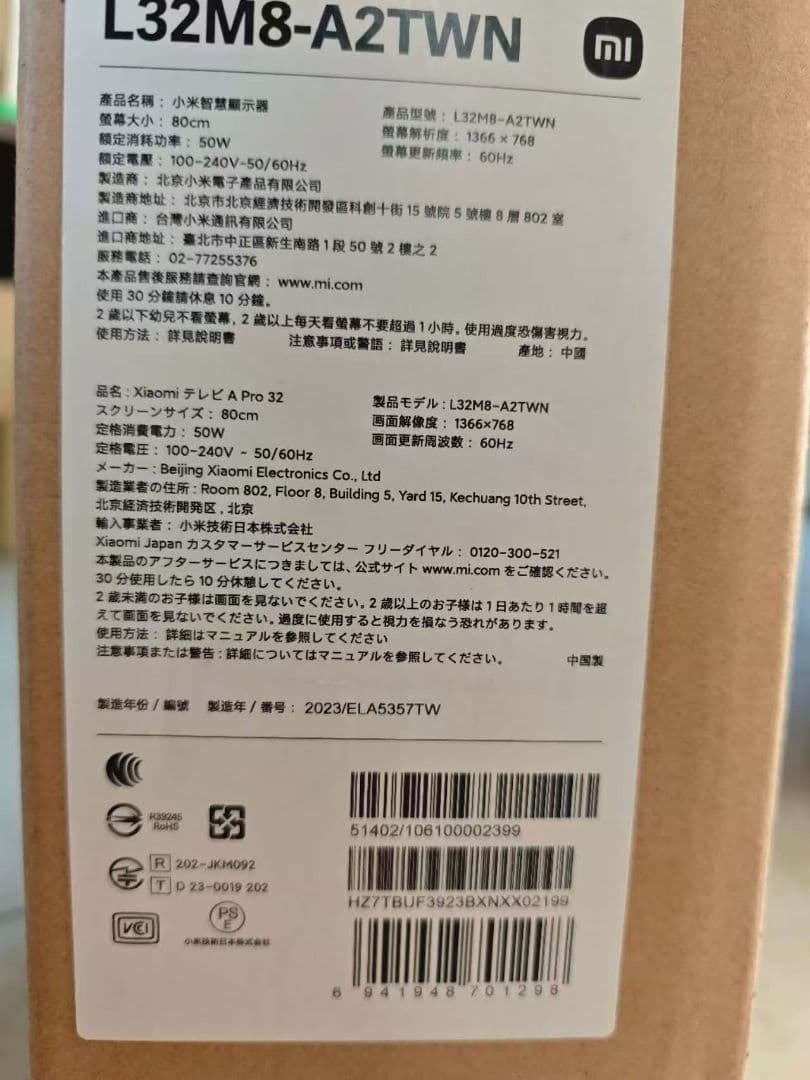 L32M8-A2TWN
mi
產品名稱：小米智慧顯示器
產品型號：L32M8-A2TWN
螢幕大小：80cm
螢幕解析度：1366 × 768
額定消耗功率：50W
螢幕更新頻率：60Hz
額定電壓：100-240V~50/60Hz
製造商：北京小米電子產品有限公司
製造商地址：北京市北京經濟技術開發區科創十街 15 號院 5 號樓 8 層 802 室
進口商：台灣小米通訊有限公司
進口商地址：臺北市中正區新生南路 1 段 50 號 2 樓之 2
服務電話：02-77255376
本產品售後服務請查詢官網：www.mi.com
使用 30 分鐘請休息 10 分鐘。
2 歲以下幼兒不看螢幕，2 歲以上每天看螢幕不要超過 1 小時。使用過度恐傷害視力。
使用方法：詳見說明書 注意事項或警語：詳見說明書 產地：中國
品名：Xiaomi テレビ A Pro 32
製品モデル：L32M8-A2TWN
スクリーンサイズ：80cm
画面解像度：1366×768
定格消費電力：50W
画面更新周波数：60Hz
定格電圧：100-240V ~ 50/60Hz
メーカー：Beijing Xiaomi Electronics Co., Ltd
製造業者の住所：Room 802, Floor 8, Building 5, Yard 15, Kechuang 10th Street,
北京経済技術開発区，北京
輸入事業者：小米技術日本株式会社
Xiaomi Japan カスタマーサービスセンター フリーダイヤル：0120-300-521
本製品のアフターサービスにつきましては、公式サイト www.mi.com をご確認ください。
30 分使用したら 10 分休憩してください。
2 歳未満のお子様は画面を見ないでください。2 歳以上のお子様は 1 日あたり 1 時間を超
えて画面を見ないでください。過度に使用すると視力を損なう恐れがあります。
使用方法：詳細はマニュアルを参照してください
注意事項または警告：詳細についてはマニュアルを参照してください。 中国製
製造年份 / 編號 製造年 / 番号：2023/ELA5357TW
R39245
RoHS
51402/106100002399
R 202-JKM092
T D 23-0019 202
HZ7TBUF3923BXNXX02199
VCI
PS
E
小米技術日本株式会社
6 941948 701298